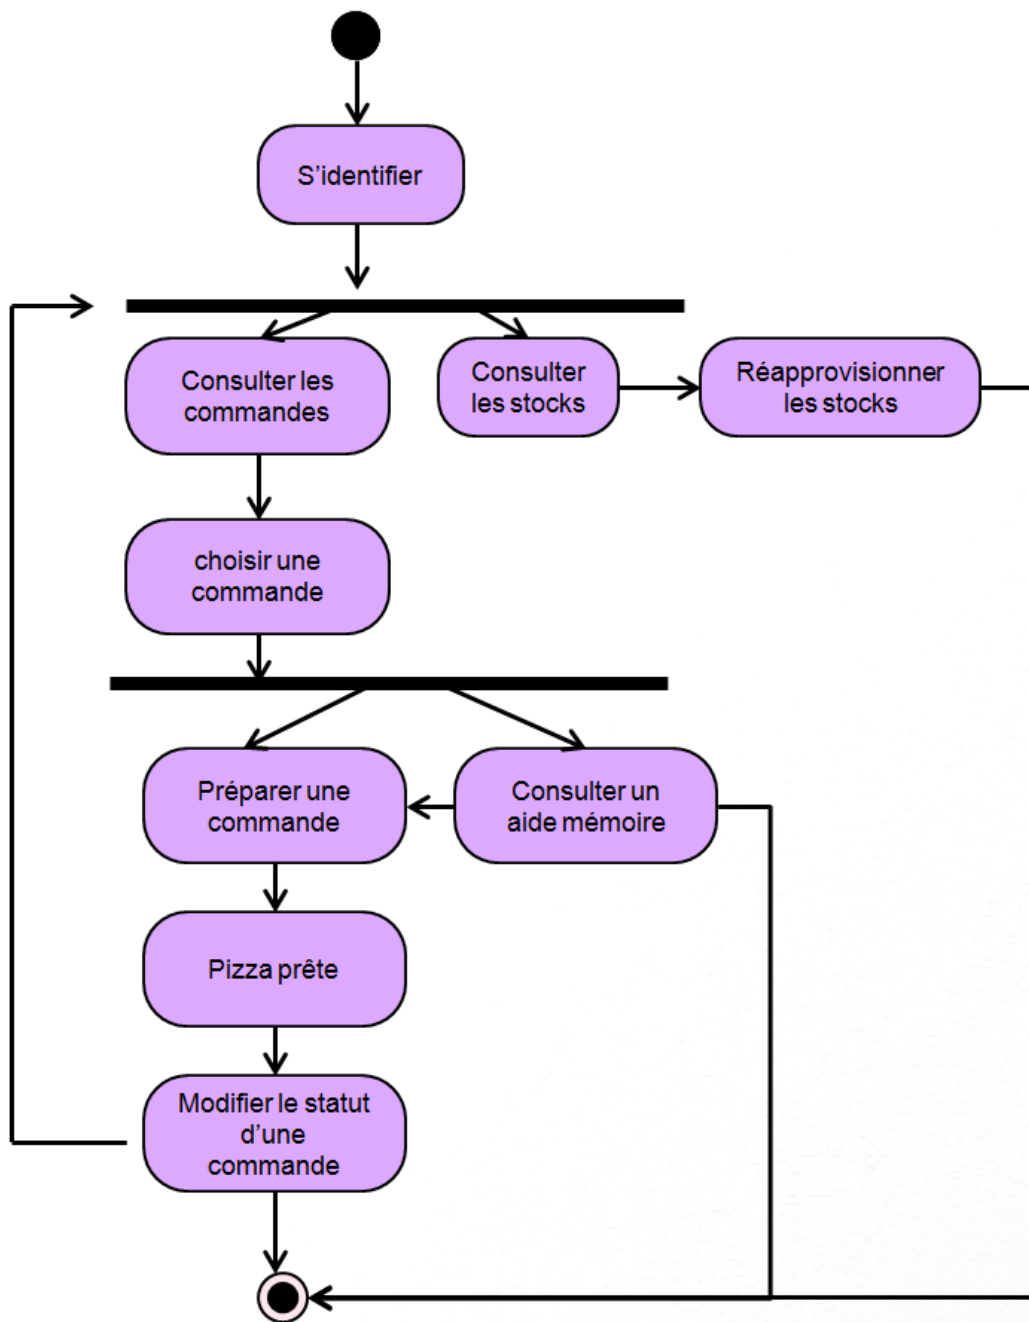 S'identifier
Consulter les
commandes
Consulter
les stocks
Réapprovisionner
les stocks
choisir une
commande
Préparer une
commande
Consulter un
aide mémoire
Pizza prête
Modifier le statut
d'une
commande